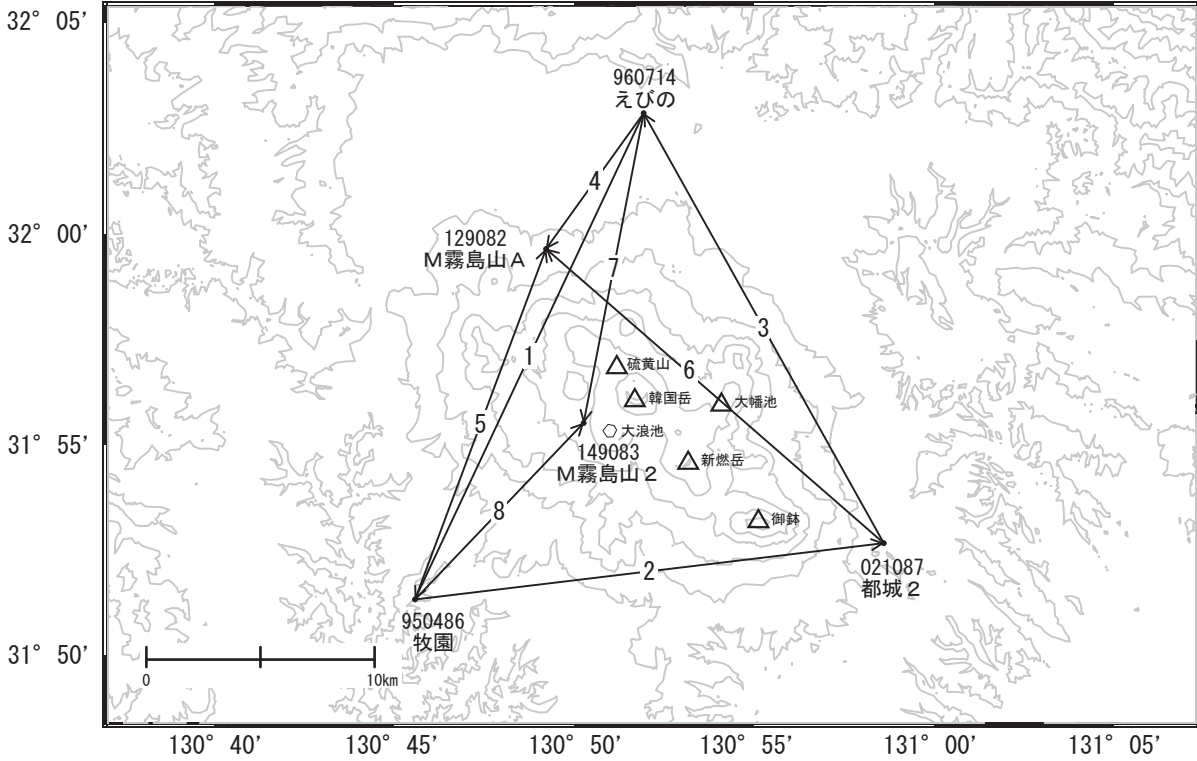 32° 05'
960714
えびの
4
32° 00'
129082
M霧島山A
7
3
1
硫黄山
6
韓国岳
大幡池
5
大浪池
31° 55'
149083
M霧島山2
新燃岳
8
御鉢
2
021087
都城2
950486
牧園
31° 50'
0
10km
130° 40'
130° 45'
130° 50'
130° 55'
131° 00'
131° 05'